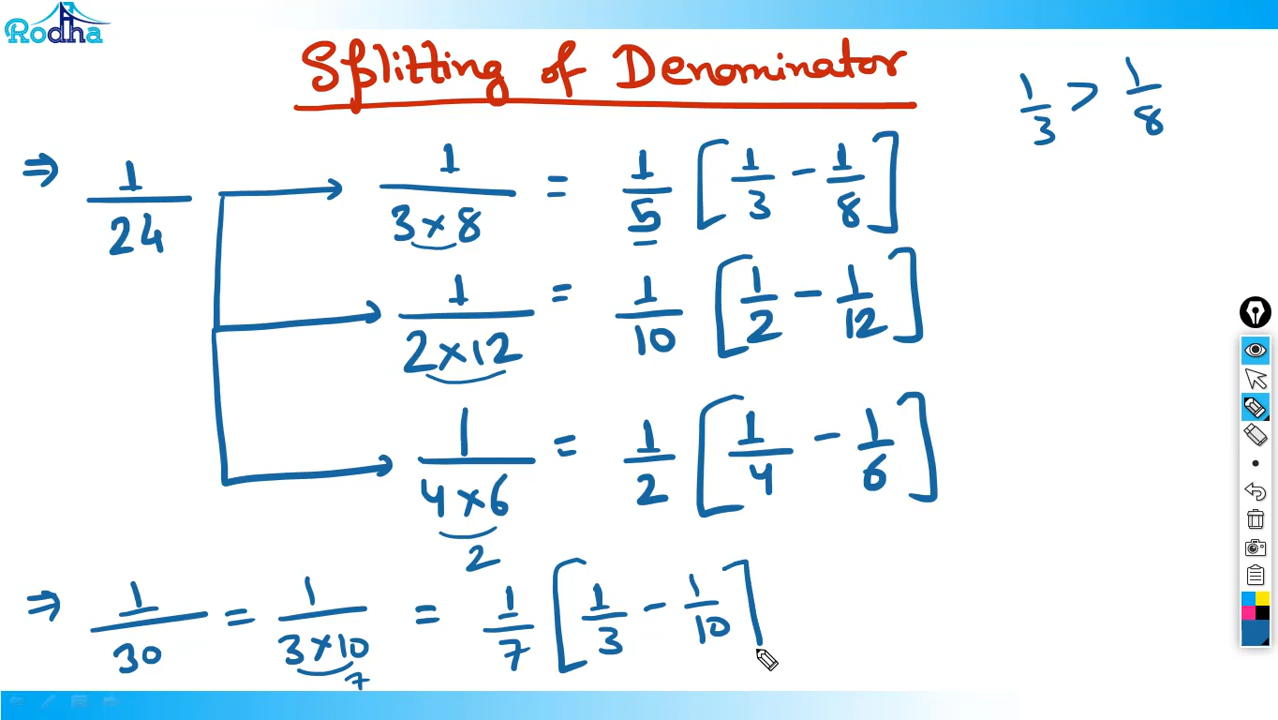 Rodha
Splitting of Denominator
1/3 > 1/8
⇒ 1/24 → 1/(3×8) = 1/5 [1/3 − 1/8]
→ 1/(2×12) = 1/10 [1/2 − 1/12]
→ 1/(4×6) = 1/2 [1/4 − 1/6]
2
⇒ 1/30 = 1/(3×10) = 1/7 [1/3 − 1/10]
7